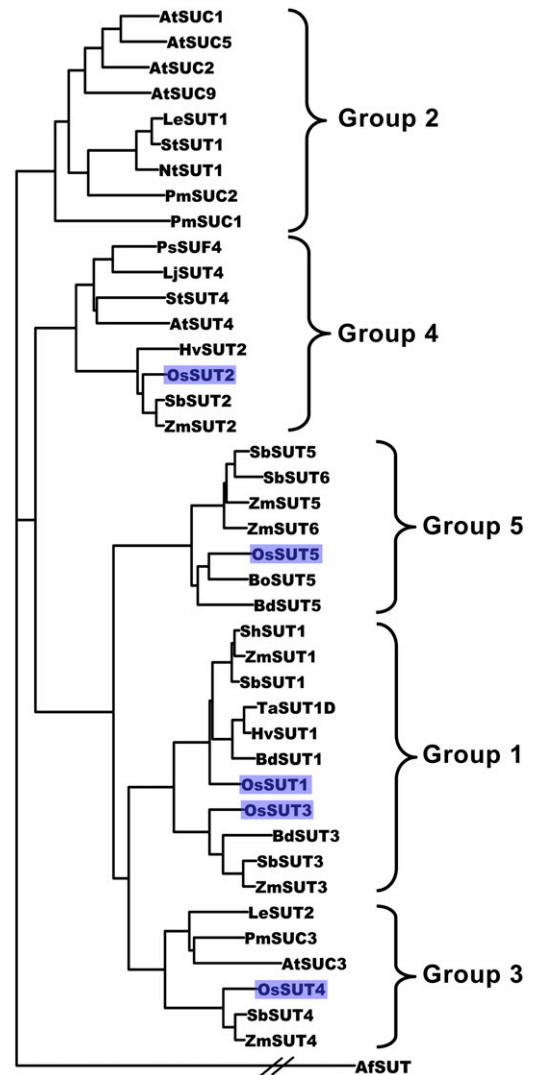 AtSUC1
AtSUC5
AtSUC2
AtSUC9
LeSUT1
StSUT1
NtSUT1
PmSUC2
PmSUC1
Group 2
PsSUF4
LjSUT4
StSUT4
AtSUT4
HvSUT2
OsSUT2
SbSUT2
ZmSUT2
Group 4
SbSUT5
SbSUT6
ZmSUT5
ZmSUT6
OsSUT5
BoSUT5
BdSUT5
Group 5
ShSUT1
ZmSUT1
SbSUT1
TaSUT1D
HvSUT1
BdSUT1
OsSUT1
OsSUT3
BdSUT3
SbSUT3
ZmSUT3
Group 1
LeSUT2
PmSUC3
AtSUC3
OsSUT4
SbSUT4
ZmSUT4
Group 3
AfSUT